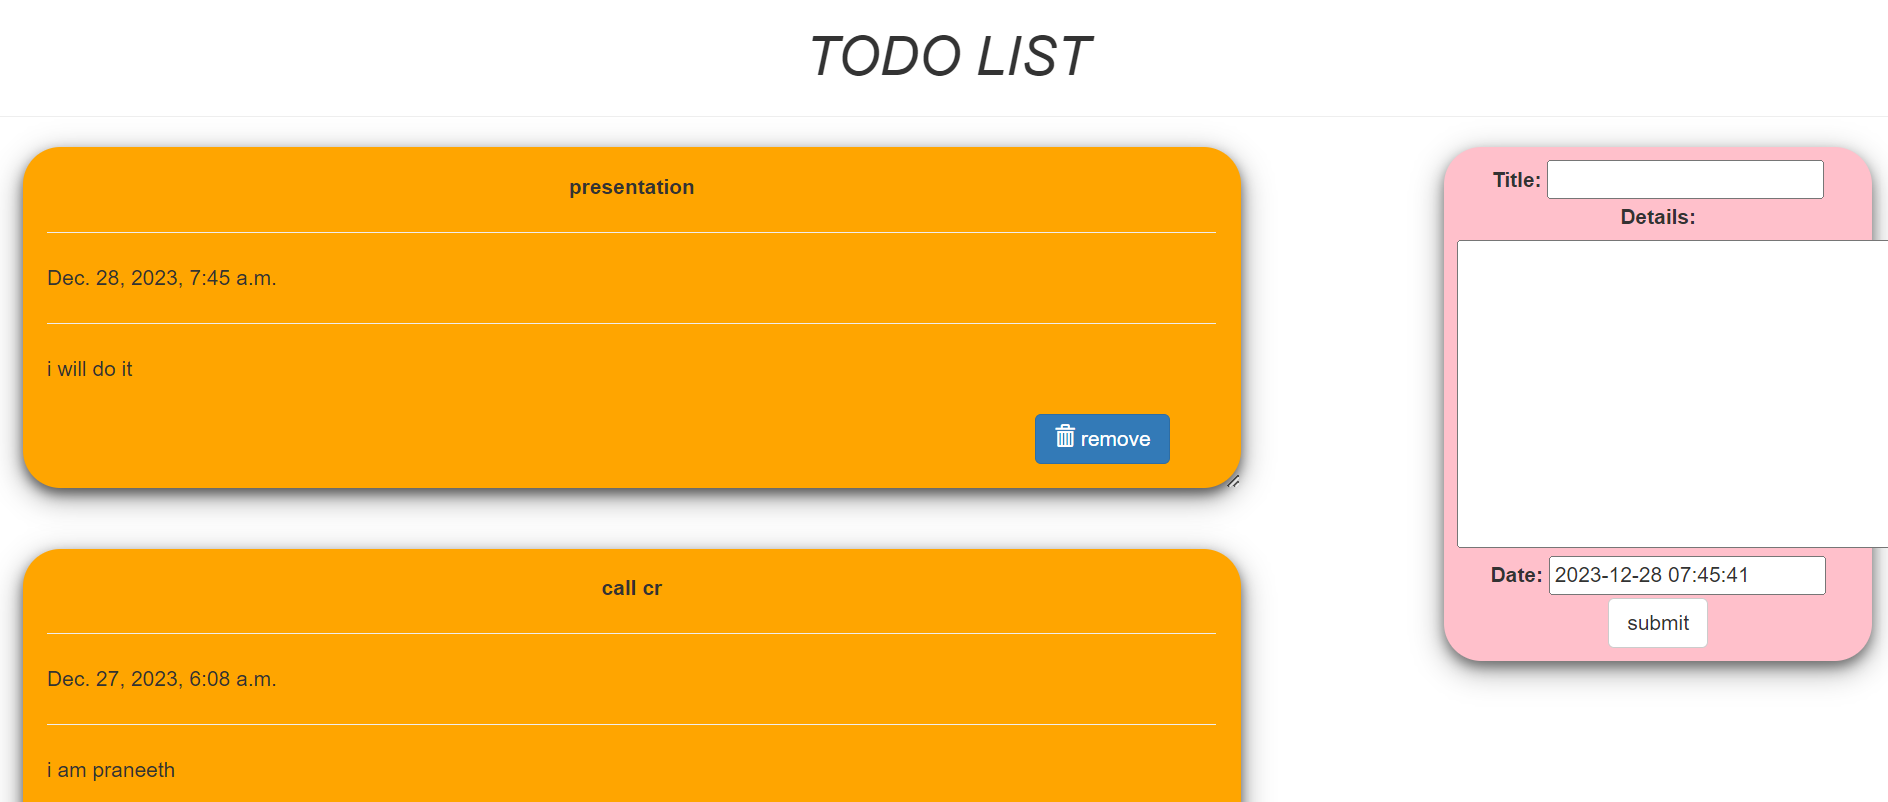 TODO LIST
presentation
Dec. 28, 2023, 7:45 a.m.
i will do it
remove
call cr
Dec. 27, 2023, 6:08 a.m.
i am praneeth
Title:
Details:
Date: 2023-12-28 07:45:41
submit